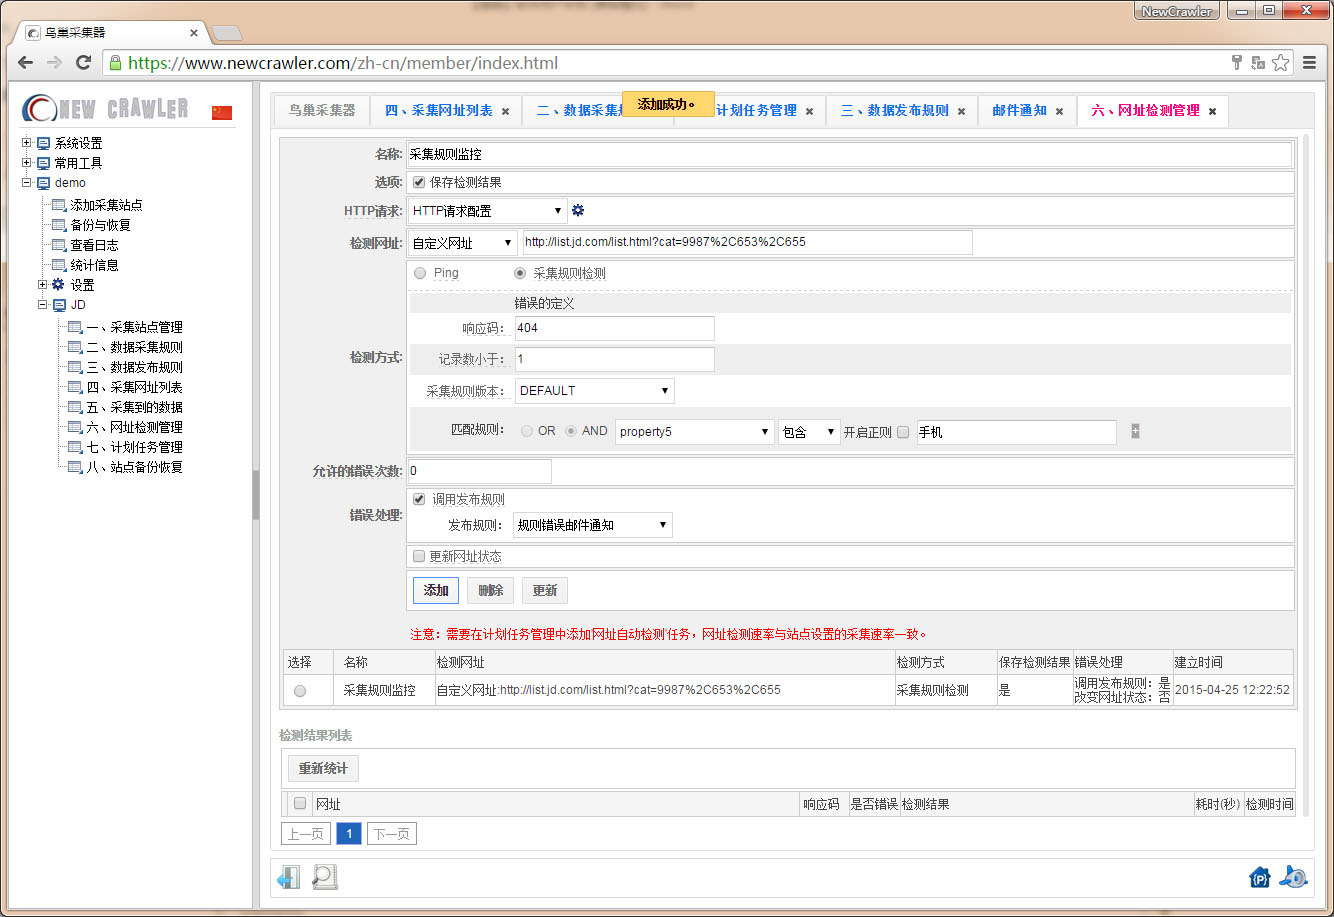 NewCrawler
鸟巢采集器
https://www.newcrawler.com/zh-cn/member/index.html
NEW CRAWLER
系统设置
常用工具
demo
添加采集站点
备份与恢复
查看日志
统计信息
设置
JD
一、采集站点管理
二、数据采集规则
三、数据发布规则
四、采集网址列表
五、采集到的数据
六、网址检测管理
七、计划任务管理
八、站点备份恢复
鸟巢采集器 四、采集网址列表 二、数据采集 计划任务管理 三、数据发布规则 邮件通知 六、网址检测管理
添加成功。
名称: 采集规则监控
选项: 保存检测结果
HTTP请求: HTTP请求配置
检测网址: 自定义网址 http://list.jd.com/list.html?cat=9987%2C653%2C655
Ping 采集规则检测
错误的定义
响应码: 404
检测方式:
记录数小于: 1
采集规则版本: DEFAULT
匹配规则: OR AND property5 包含 开启正则 手机
允许的错误次数: 0
错误处理:
调用发布规则
发布规则: 规则错误邮件通知
更新网址状态
添加 删除 更新
注意：需要在计划任务管理中添加'网址自动检测'任务，网址检测速率与站点设置的采集速率一致。
选择 名称 检测网址 检测方式 保存检测结果 错误处理 建立时间
采集规则监控 自定义网址:http://list.jd.com/list.html?cat=9987%2C653%2C655 采集规则检测 是 调用发布规则：是 2015-04-25 12:22:52
改变网址状态：否
检测结果列表
重新统计
网址 响应码 是否错误 检测结果 耗时(秒) 检测时间
上一页 1 下一页